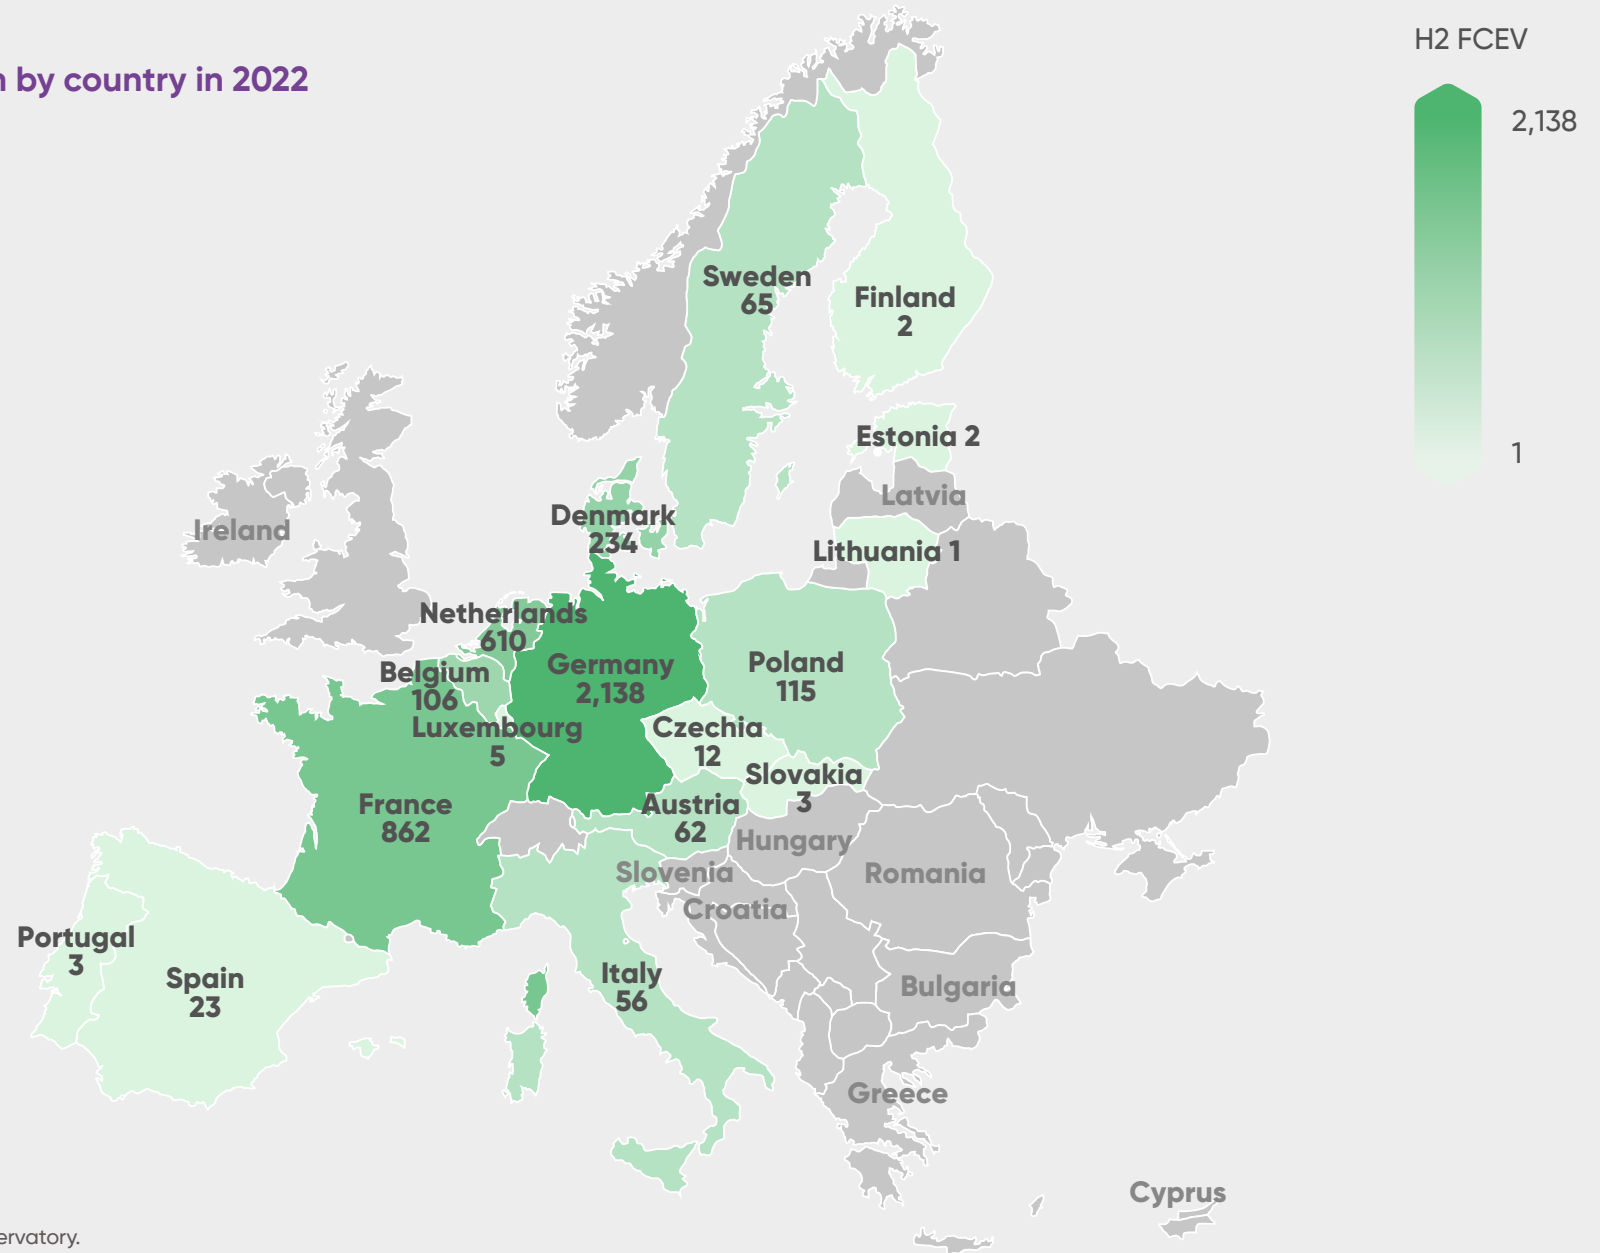 H2 FCEV
by country in 2022
2,138
1
Sweden
65
Finland
2
Estonia 2
Latvia
Ireland
Denmark
234
Lithuania 1
Netherlands
610
Belgium
106
Germany
2,138
Poland
115
Luxembourg
5
Czechia
12
Slovakia
3
France
862
Austria
62
Hungary
Slovenia
Romania
Croatia
Portugal
3
Spain
23
Italy
56
Bulgaria
Greece
Cyprus
ervatory.